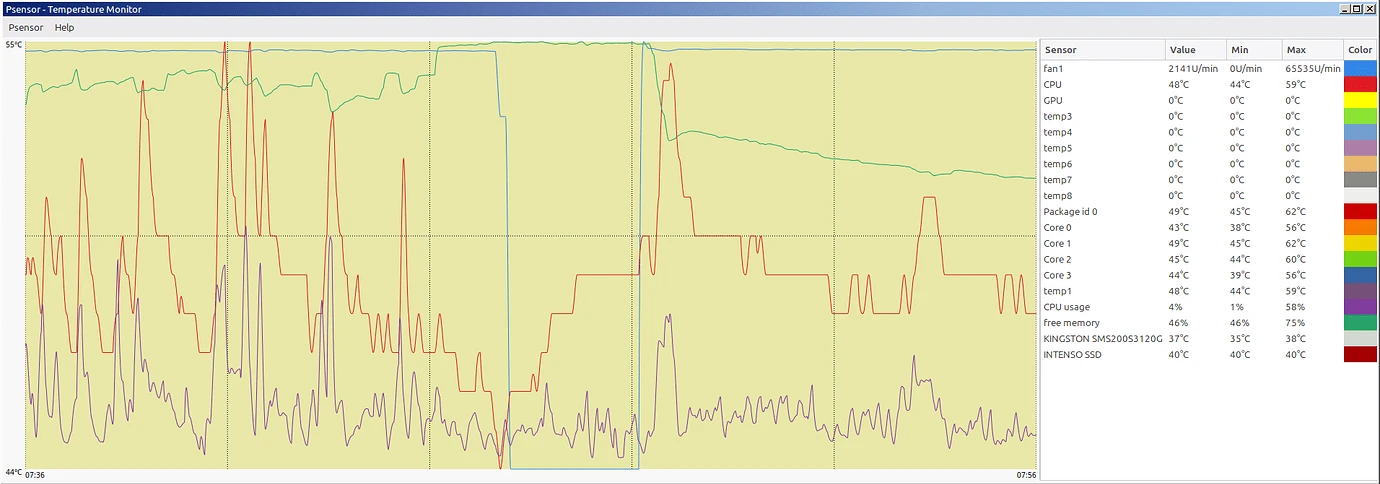 Psensor - Temperature Monitor
Psensor Help
55°C
44°C
07:36
07:56
Sensor Value Min Max Color
fan1 2141U/min 0U/min 65535U/min
CPU 48°C 44°C 59°C
GPU 0°C 0°C 0°C
temp3 0°C 0°C 0°C
temp4 0°C 0°C 0°C
temp5 0°C 0°C 0°C
temp6 0°C 0°C 0°C
temp7 0°C 0°C 0°C
temp8 0°C 0°C 0°C
Package id 0 49°C 45°C 62°C
Core 0 43°C 38°C 56°C
Core 1 49°C 45°C 62°C
Core 2 45°C 44°C 60°C
Core 3 44°C 39°C 56°C
temp1 48°C 44°C 59°C
CPU usage 4% 1% 58%
free memory 46% 46% 75%
KINGSTON SMS200S3120G 37°C 35°C 38°C
INTENSO SSD 40°C 40°C 40°C